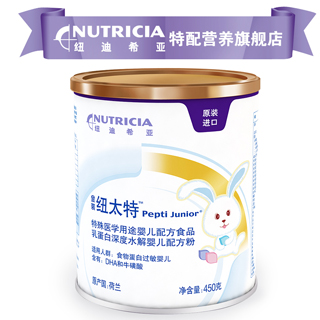 NUTRICIA
纽迪希亚
特配营养旗舰店
NUTRICIA
纽迪希亚
原装
进口
纽太特™ Pepti Junior
特殊医学用途婴儿配方食品
乳蛋白深度水解婴儿配方粉
适用人群：食物蛋白过敏婴儿
含有：DHA和牛磺酸
原产国：荷兰
净含量：450克